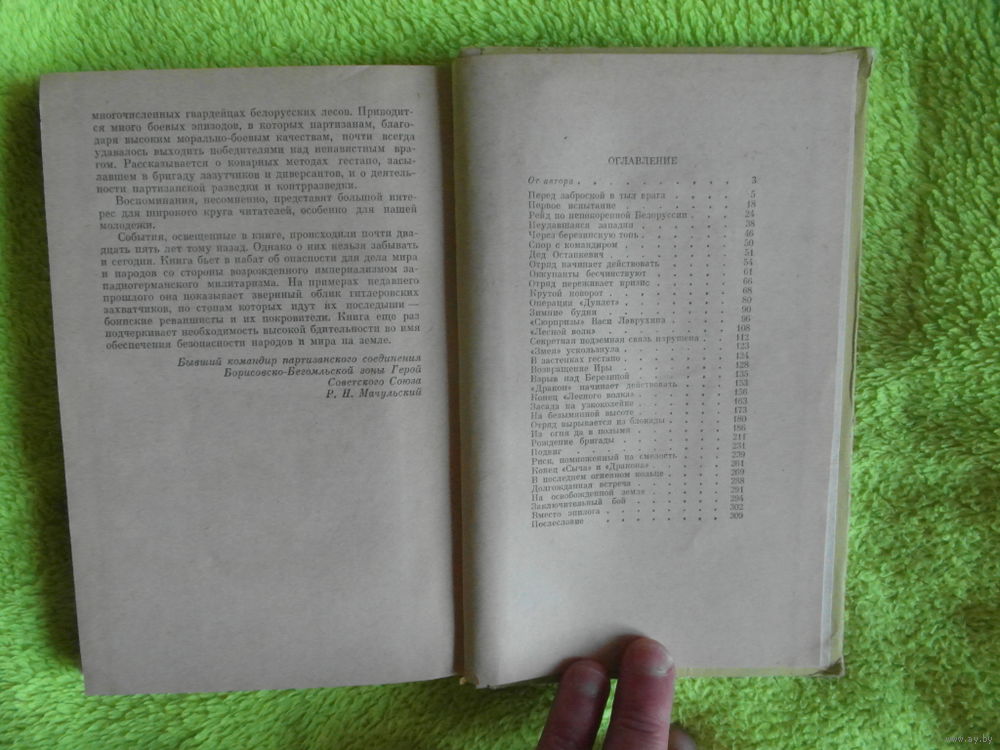 многочисленных гвардейцах белорусских лесов. Приводит-
ся много боевых эпизодов, в которых партизанам, благо-
даря высоким морально-боевым качествам, почти всегда
удавалось выходить победителями над ненавистным вра-
гом. Рассказывается о коварных методах гестапо, засы-
лавшем в бригаду лазутчиков и диверсантов, и о деятель-
ности партизанской разведки и контрразведки.
Воспоминания, несомненно, представят большой инте-
рес для широкого круга читателей, особенно для нашей
молодежи.
События, освещенные в книге, происходили почти двад-
цать пять лет тому назад. Однако о них нельзя забывать
и сегодня. Книга бьет в набат об опасности для дела мира
и народов со стороны возрожденного империализмом за-
падногерманского милитаризма. На примерах недавнего
прошлого она показывает звериный облик гитлеровских
захватчиков, по стопам которых идут их последыши —
боннские реваншисты и их покровители. Книга еще раз
подчеркивает необходимость высокой бдительности во имя
обеспечения безопасности народов и мира на земле.
Бывший командир партизанского соединения
Борисовско-Бегомльской зоны Герой
Советского Союза
Р. Н. Мачульский
ОГЛАВЛЕНИЕ
От автора . . . . . . . . . 3
Перед заброской в тыл врага . . . . 5
Первое испытание . . . . . . . 18
Рейд по непокоренной Белоруссии . . . 24
Неудавшаяся западня . . . . . . 38
Через березинскую топь . . . . . 46
Спор с командиром . . . . . . 50
Дед Остапкевич . . . . . . . 51
Отряд начинает действовать . . . . 54
Оккупанты бесчинствуют . . . . . 61
Отряд переживает кризис . . . . . 66
Крутой поворот . . . . . . . 68
Операция «Дуплет» . . . . . . 80
Зимние будни . . . . . . . . 90
«Сюрпризы» Васи Лаврухина . . . . 96
«Лесной волк» . . . . . . . 108
Секретная подземная связь нарушена . . . 112
«Змея» ускользнула . . . . . . 123
В застенках гестапо . . . . . . 124
Возвращение Иры . . . . . . . 128
Взрыв над Березиной . . . . . . 135
«Дракон» начинает действовать . . . . 153
Конец «Лесного волка» . . . . . 156
Засада на узкоколейке . . . . . . 163
На безымянной высоте . . . . . . 173
Отряд вырывается из блокады . . . . 180
Из огня да в полымя . . . . . . 186
Рождение бригады . . . . . . . 211
Подвиг . . . . . . . . . 231
Риск, помноженный на смелость . . . . 239
Конец «Сыча» и «Дракона» . . . . . 261
В последнем огненном кольце . . . . 269
Долгожданная встреча . . . . . . 288
На освобожденной земле . . . . . 291
Заключительный бой . . . . . . 294
Вместо эпилога . . . . . . . 302
Послесловие . . . . . . . . 309
www.ay.by